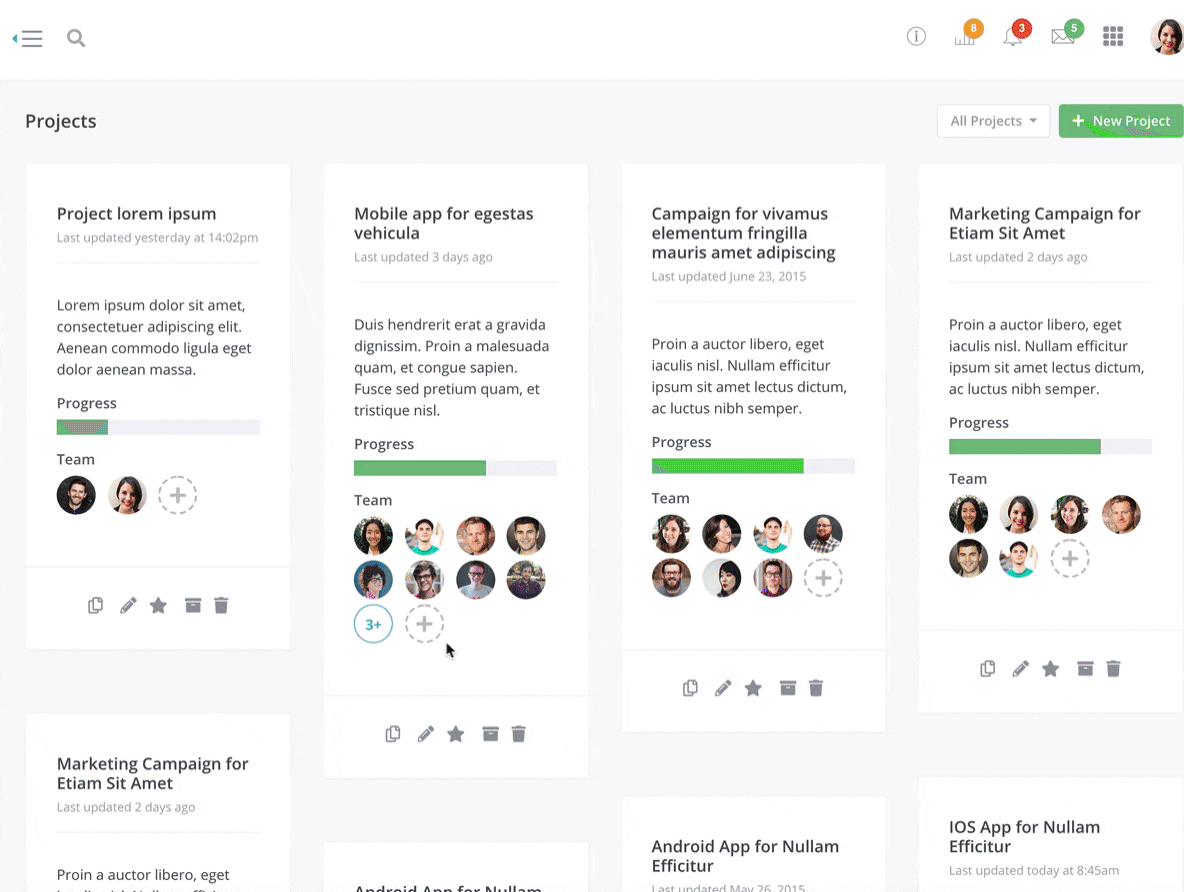 8
3
5
Projects
All Projects
+ New Project
Project lorem ipsum
Last updated yesterday at 14:02pm
Lorem ipsum dolor sit amet,
consectetuer adipiscing elit.
Aenean commodo ligula eget
dolor aenean massa.
Progress
Team
Mobile app for egestas
vehicula
Last updated 3 days ago
Duis hendrerit erat a gravida
dignissim. Proin a malesuada
quam, et congue sapien.
Fusce sed pretium quam, et
tristique nisl.
Progress
Team
3+
Campaign for vivamus
elementum fringilla
mauris amet adipiscing
Last updated June 23, 2015
Proin a auctor libero, eget
iaculis nisl. Nullam efficitur
ipsum sit amet lectus dictum,
ac luctus nibh semper.
Progress
Team
Marketing Campaign for
Etiam Sit Amet
Last updated 2 days ago
Proin a auctor libero, eget
iaculis nisl. Nullam efficitur
ipsum sit amet lectus dictum,
ac luctus nibh semper.
Progress
Team
Marketing Campaign for
Etiam Sit Amet
Last updated 2 days ago
Proin a auctor libero, eget
Android App for Nullam
Android App for Nullam
Efficitur
Last updated May 26, 2015
IOS App for Nullam
Efficitur
Last updated today at 8:45am